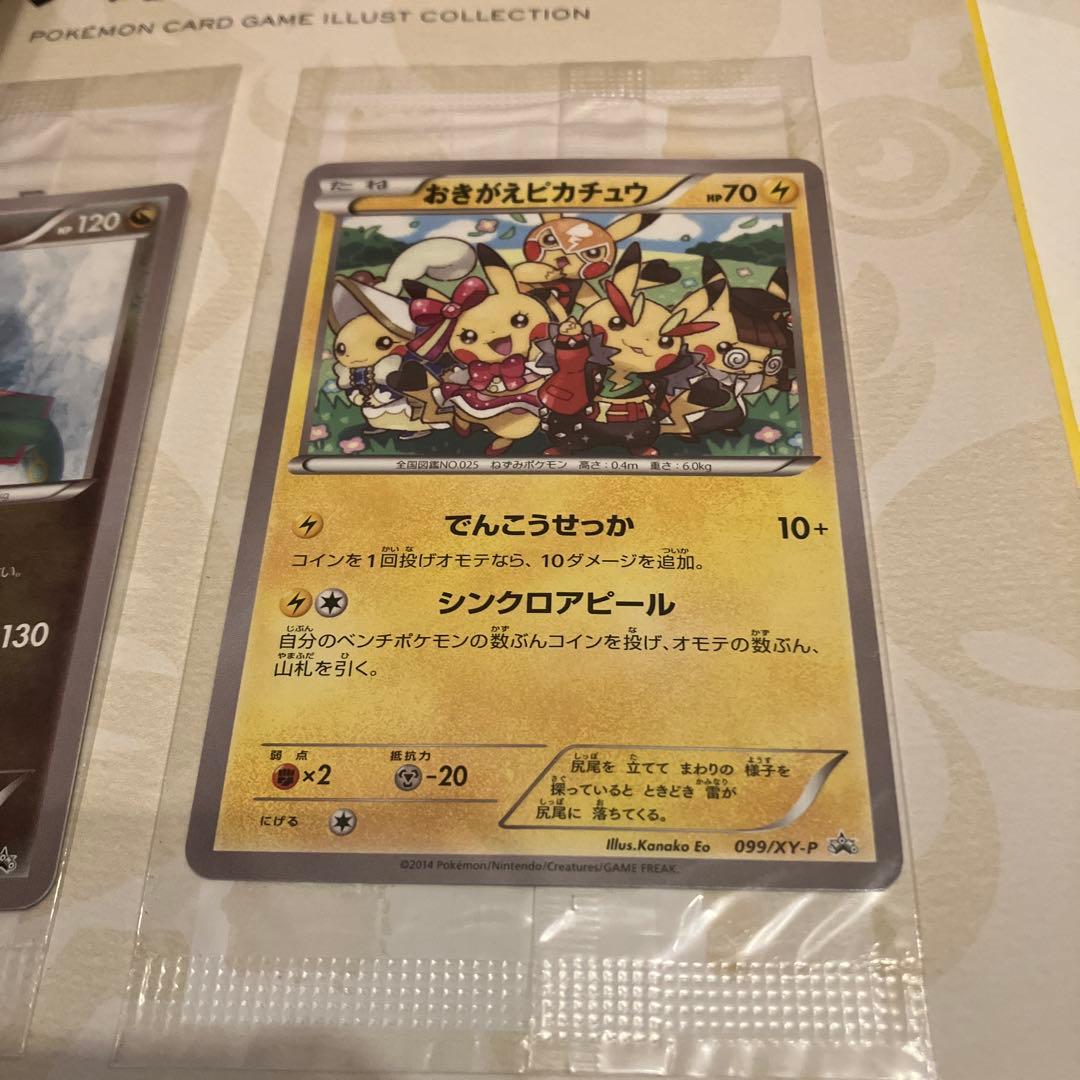 POKÉMON CARD GAME ILLUST COLLECTION
HP 120
い。
130
たね
おきがえピカチュウ
HP70
全国図鑑NO.025 ねずみポケモン 高さ:0.4m 重さ:6.0kg
でんこうせっか 10+
コインを1回投げオモテなら、10ダメージを追加。
シンクロアピール
自分のベンチポケモンの数ぶんコインを投げ、オモテの数ぶん、
山札を引く。
弱点 抵抗力
×2 -20
にげる
尻尾を 立てて まわりの 様子を
探っていると ときどき 雷が
尻尾に 落ちてくる。
Illus.Kanako Eo 099/XY-P
©2014 Pokémon/Nintendo/Creatures/GAME FREAK.